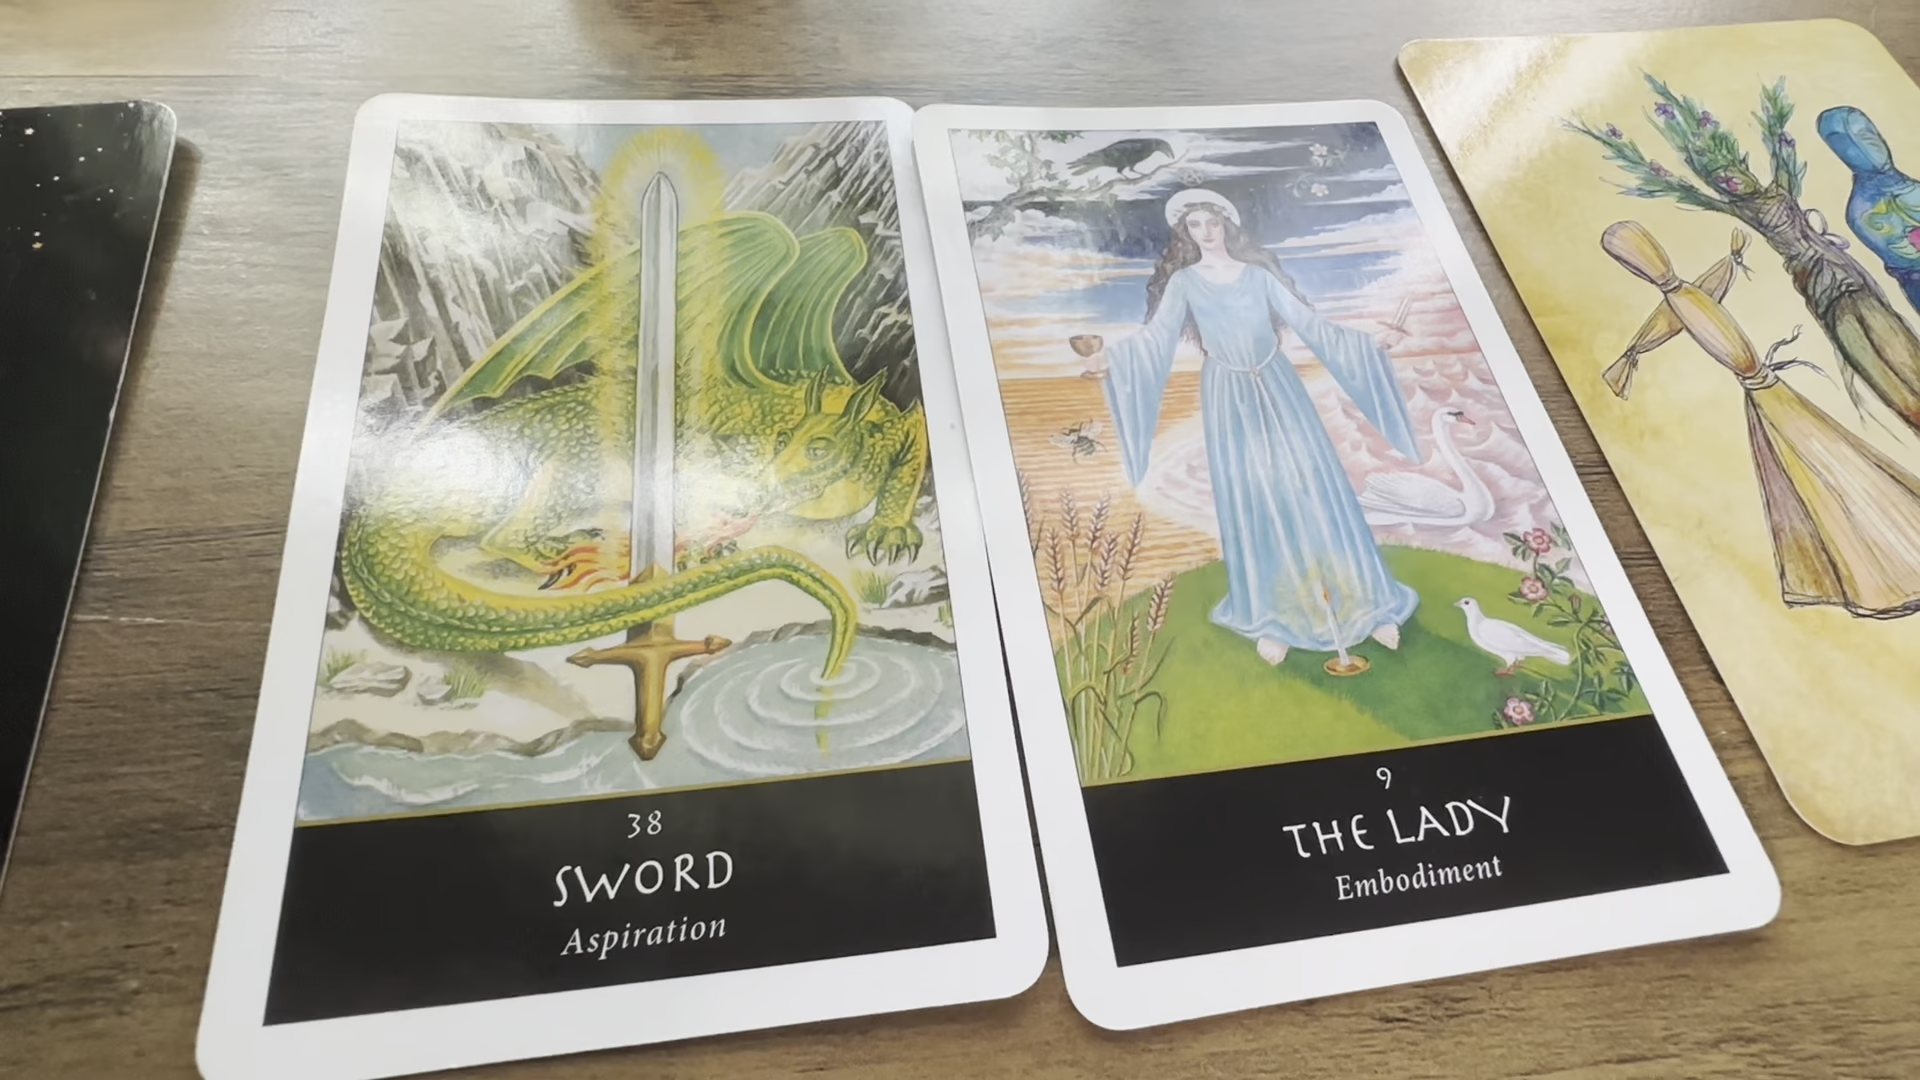 38
SWORD
Aspiration
9
THE LADY
Embodiment